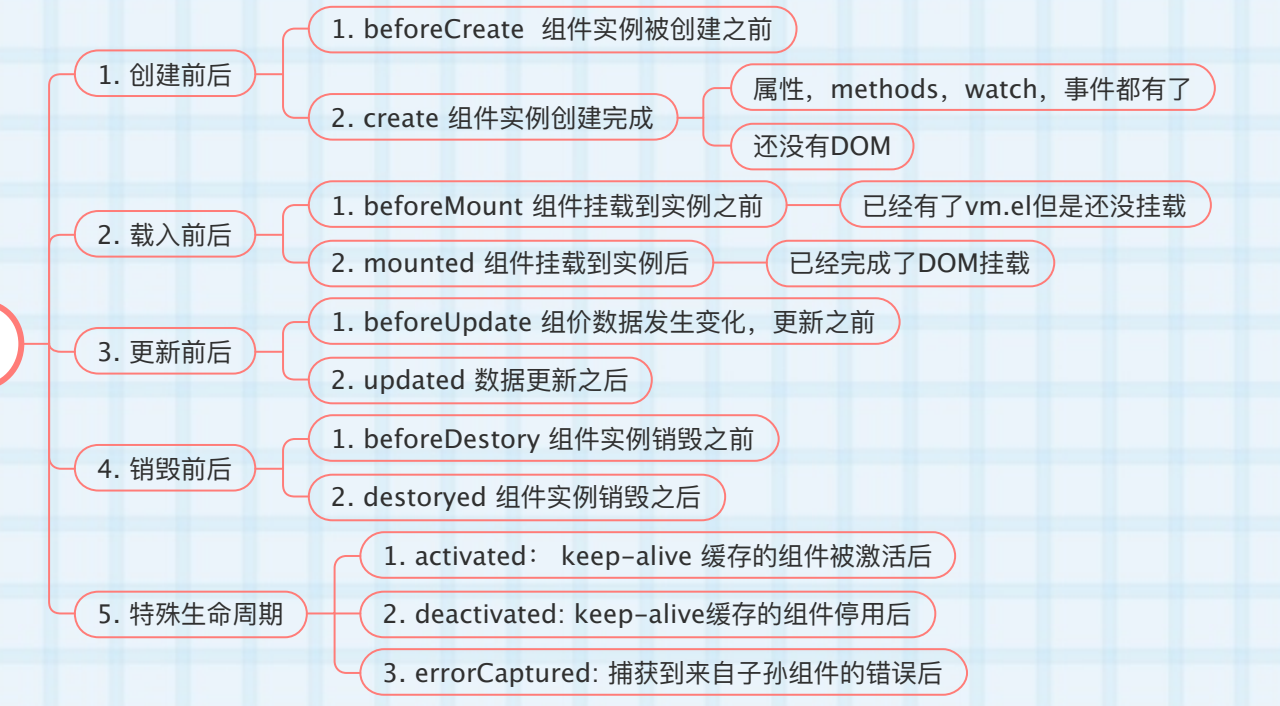 1. 创建前后
1. beforeCreate 组件实例被创建之前
2. create 组件实例创建完成
属性，methods，watch，事件都有了
还没有DOM
2. 载入前后
1. beforeMount 组件挂载到实例之前
已经有了vm.el但是还没挂载
2. mounted 组件挂载到实例后
已经完成了DOM挂载
3. 更新前后
1. beforeUpdate 组价数据发生变化，更新之前
2. updated 数据更新之后
4. 销毁前后
1. beforeDestory 组件实例销毁之前
2. destoryed 组件实例销毁之后
5. 特殊生命周期
1. activated： keep-alive 缓存的组件被激活后
2. deactivated: keep-alive缓存的组件停用后
3. errorCaptured: 捕获到来自子孙组件的错误后